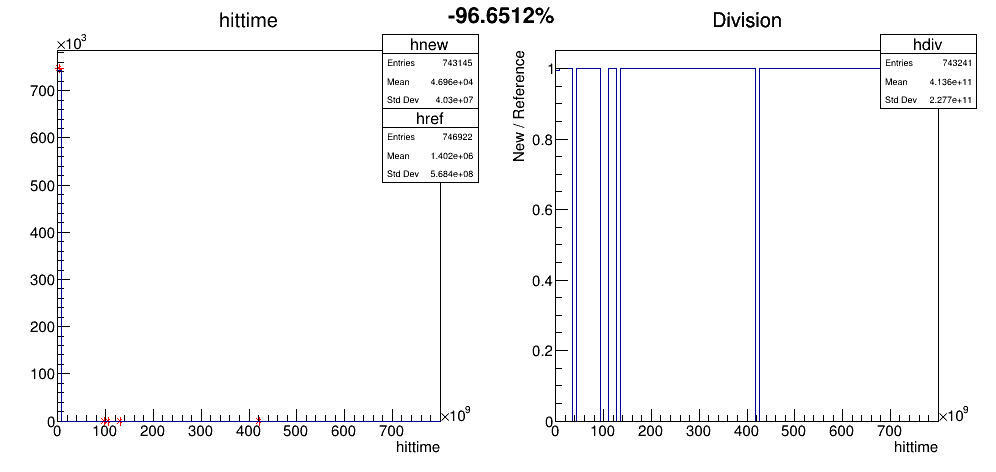 -96.6512%
hittime
×10³
hnew
Entries 743145
Mean 4.696e+04
Std Dev 4.03e+07
href
Entries 746922
Mean 1.402e+06
Std Dev 5.684e+08
700
600
500
400
300
200
100
0
0 100 200 300 400 500 600 700
×10⁹
hittime
Division
hdiv
Entries 743241
Mean 4.136e+11
Std Dev 2.277e+11
New / Reference
1
0.8
0.6
0.4
0.2
0
0 100 200 300 400 500 600 700
×10⁹
hittime